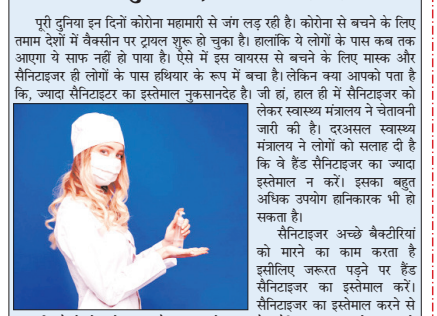 पूरी दुनिया इन दिनों कोरोना महामारी से जंग लड़ रही है। कोरोना से बचने के लिए
तमाम देशों में वैक्सीन पर ट्रायल शुरू हो चुका है। हालांकि ये लोगों के पास कब तक
आएगा ये साफ नहीं हो पाया है। ऐसे में इस वायरस से बचने के लिए मास्क और
सैनिटाइजर ही लोगों के पास हथियार के रूप में बचा है। लेकिन क्या आपको पता है
कि, ज्यादा सैनिटाइटर का इस्तेमाल नुकसानदेह है। जी हां, हाल ही में सैनिटाइजर को
लेकर स्वास्थ्य मंत्रालय ने चेतावनी
जारी की है। दरअसल स्वास्थ्य
मंत्रालय ने लोगों को सलाह दी है
कि वे हैंड सैनिटाइजर का ज्यादा
इस्तेमाल न करें। इसका बहुत
अधिक उपयोग हानिकारक भी हो
सकता है।
सैनिटाइजर अच्छे बैक्टीरियां
को मारने का काम करता है
इसीलिए जरूरत पड़ने पर हैंड
सैनिटाइजर का इस्तेमाल करें।
सैनिटाइजर का इस्तेमाल करने से